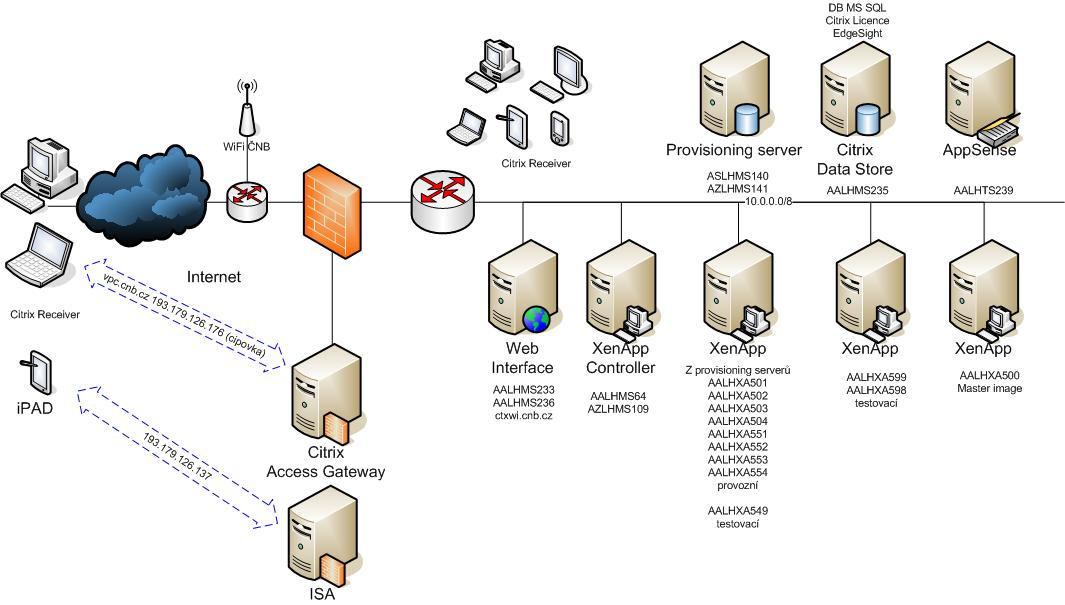 DB MS SQL
Citrix Licence
EdgeSight
WiFi ČNB
Citrix Receiver
Provisioning server
ASLHMS140
AZLHMS141
Citrix
Data Store
AALHMS235
AppSense
AALHTS239
10.0.0.0/8
Internet
vpc.cnb.cz 193.179.126.176 (cipovka)
Citrix Receiver
iPAD
193.179.126.137
Citrix
Access Gateway
ISA
Web
Interface
AALHMS233
AALHMS236
ctxwi.cnb.cz
XenApp
Controller
AALHMS64
AZLHMS109
XenApp
Z provisioning serverů
AALHXA501
AALHXA502
AALHXA503
AALHXA504
AALHXA551
AALHXA552
AALHXA553
AALHXA554
provozní
AALHXA549
testovací
XenApp
AALHXA599
AALHXA598
testovací
XenApp
AALHXA500
Master image